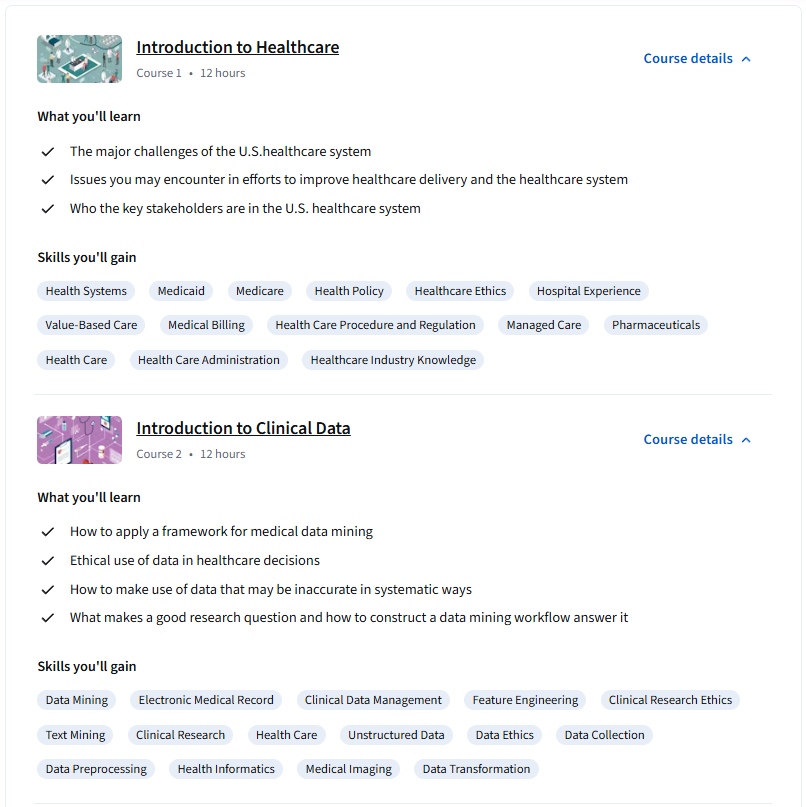 Introduction to Healthcare
Course details
Course 1 • 12 hours
What you'll learn
The major challenges of the U.S.healthcare system
Issues you may encounter in efforts to improve healthcare delivery and the healthcare system
Who the key stakeholders are in the U.S. healthcare system
Skills you'll gain
Health Systems Medicaid Medicare Health Policy Healthcare Ethics Hospital Experience
Value-Based Care Medical Billing Health Care Procedure and Regulation Managed Care Pharmaceuticals
Health Care Health Care Administration Healthcare Industry Knowledge
Introduction to Clinical Data
Course details
Course 2 • 12 hours
What you'll learn
How to apply a framework for medical data mining
Ethical use of data in healthcare decisions
How to make use of data that may be inaccurate in systematic ways
What makes a good research question and how to construct a data mining workflow answer it
Skills you'll gain
Data Mining Electronic Medical Record Clinical Data Management Feature Engineering Clinical Research Ethics
Text Mining Clinical Research Health Care Unstructured Data Data Ethics Data Collection
Data Preprocessing Health Informatics Medical Imaging Data Transformation